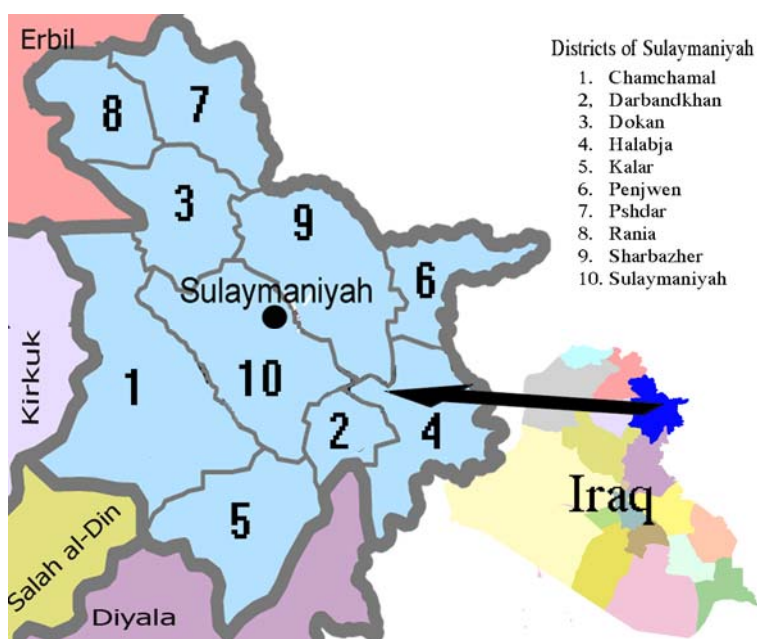 Erbil
Districts of Sulaymaniyah
1. Chamchamal
2, Darbandkhan
3. Dokan
4. Halabja
5. Kalar
6. Penjwen
7. Pshdar
8. Rania
9. Sharbazher
10. Sulaymaniyah
8
7
3
9
6
Sulaymaniyah
Kirkuk
1
10
2
4
Iraq
5
Salah al-Din
Diyala